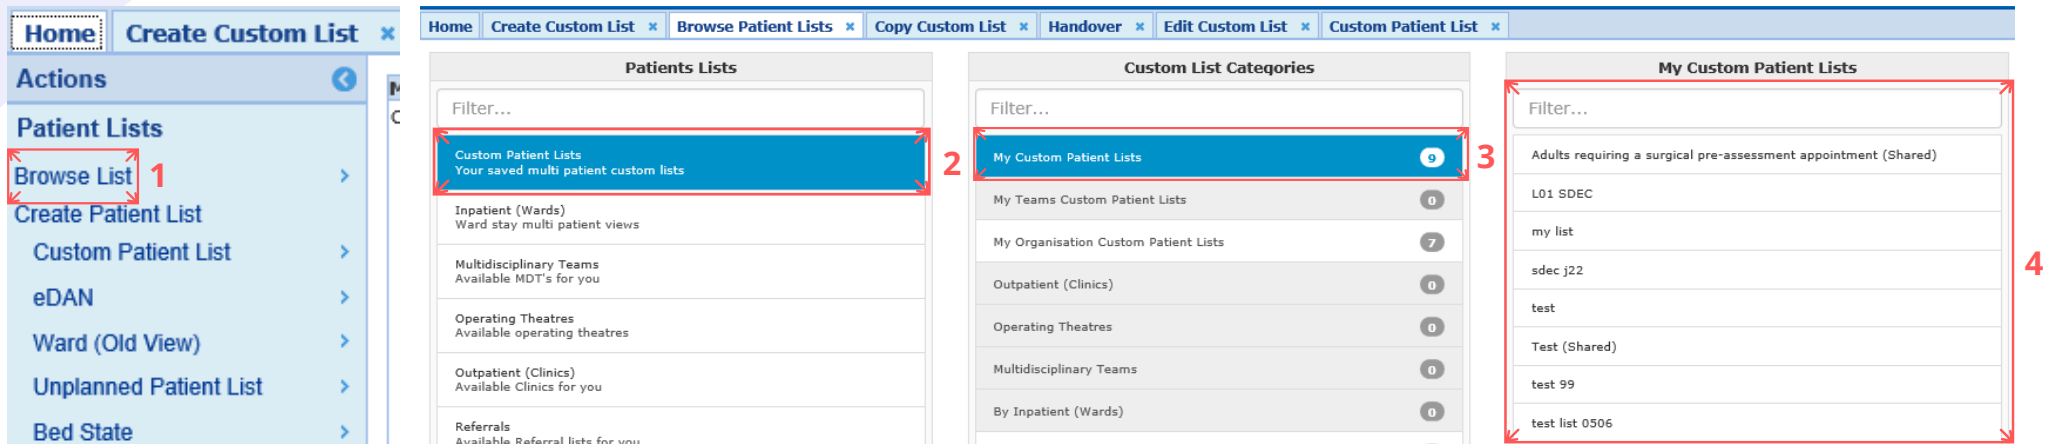 Home
Create Custom List ×
Actions
Patient Lists
Browse List
1
Create Patient List
Custom Patient List
eDAN
Ward (Old View)
Unplanned Patient List
Bed State
Home Create Custom List × Browse Patient Lists × Copy Custom List × Handover × Edit Custom List × Custom Patient List ×
Patients Lists
Filter...
Custom Patient Lists
Your saved multi patient custom lists
2
Inpatient (Wards)
Ward stay multi patient views
Multidisciplinary Teams
Available MDT's for you
Operating Theatres
Available operating theatres
Outpatient (Clinics)
Available Clinics for you
Referrals
Available Referral lists for you
Custom List Categories
Filter...
My Custom Patient Lists 9
3
My Teams Custom Patient Lists 0
My Organisation Custom Patient Lists 7
Outpatient (Clinics) 0
Operating Theatres 0
Multidisciplinary Teams 0
By Inpatient (Wards) 0
My Custom Patient Lists
Filter...
Adults requiring a surgical pre-assessment appointment (Shared)
L01 SDEC
my list
sdec j22
4
test
Test (Shared)
test 99
test list 0506